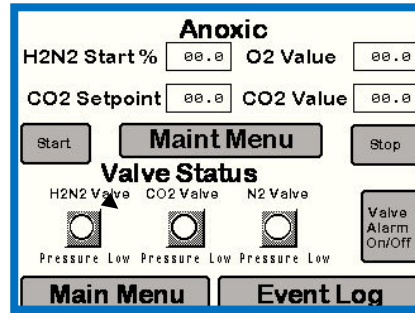 Anoxic
H2N2 Start % 00.0 O2 Value 00.0
CO2 Setpoint 00.0 CO2 Value 00.0
Start Maint Menu Stop
Valve Status
H2N2 Valve CO2 Valve N2 Valve
Valve
Alarm
On/Off
Pressure Low Pressure Low Pressure Low
Main Menu Event Log